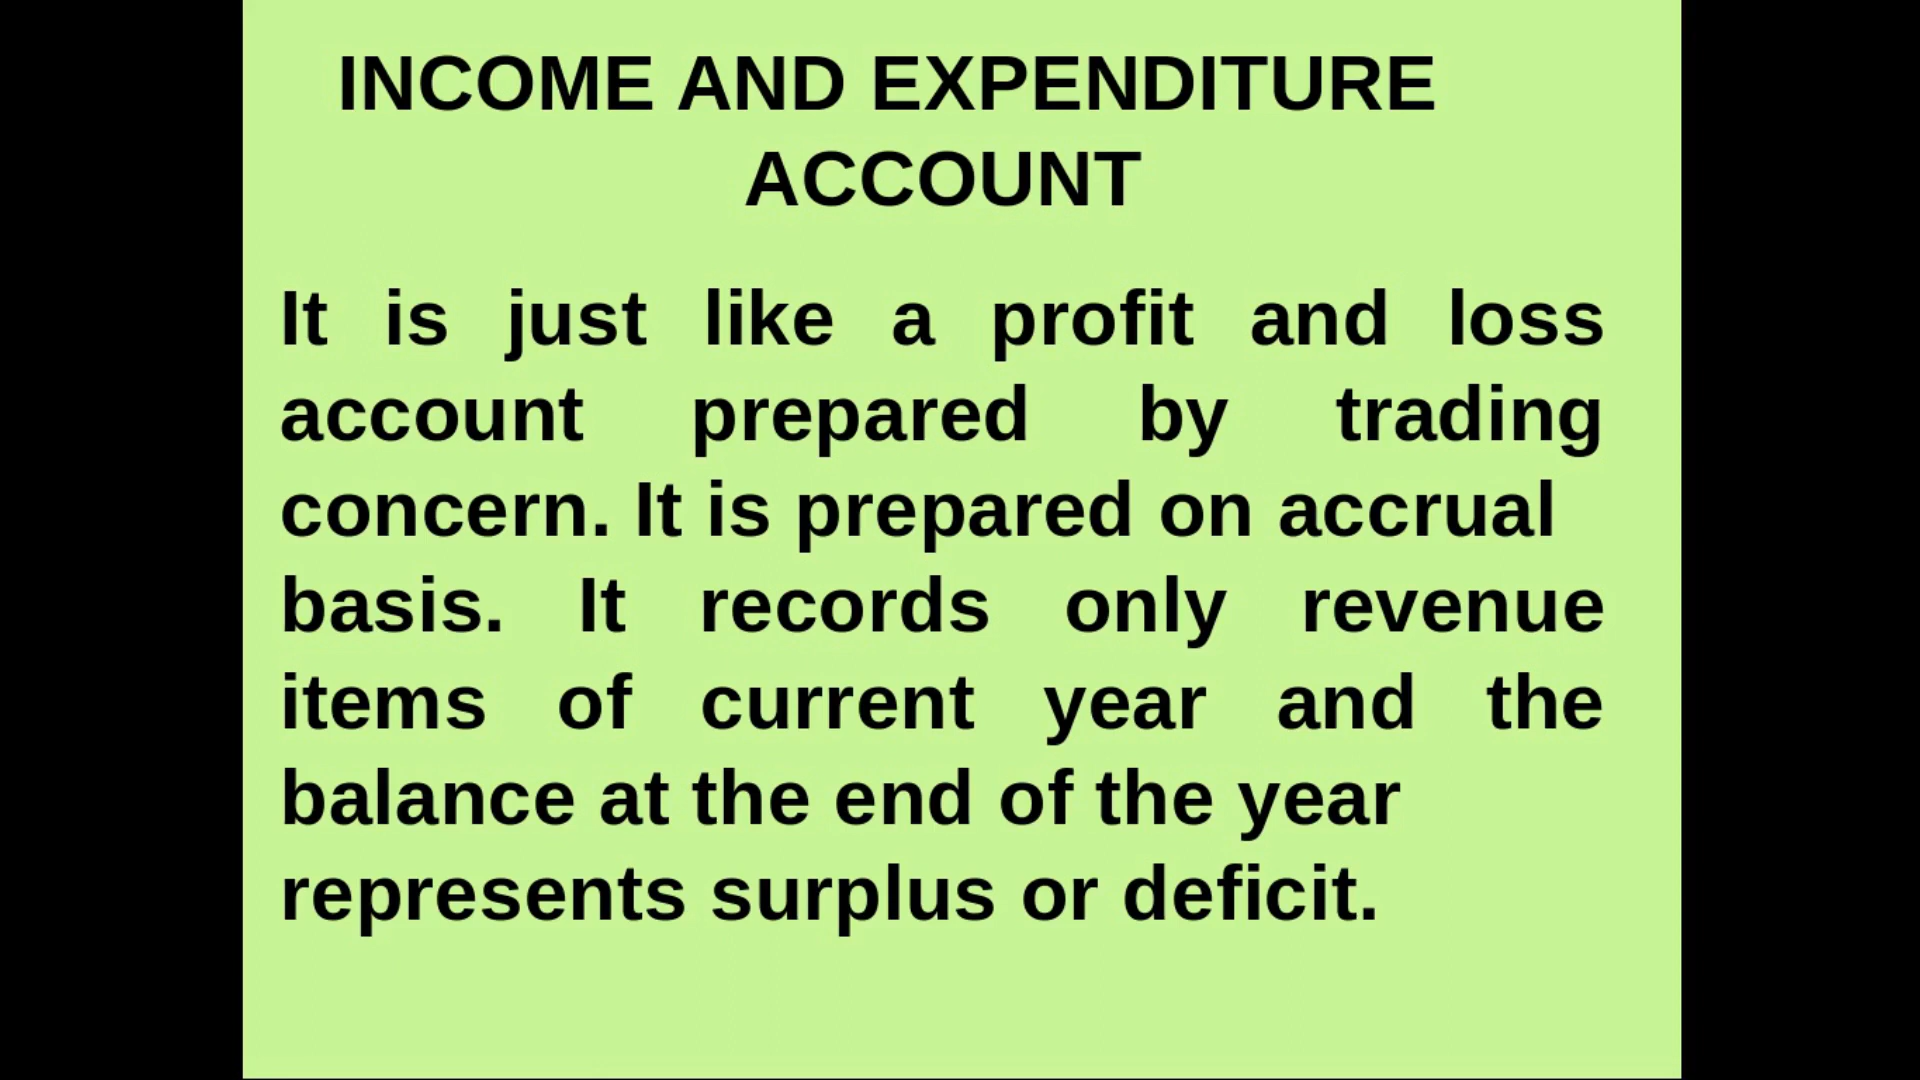 INCOME AND EXPENDITURE
ACCOUNT
It is just like a profit and loss
account prepared by trading
concern. It is prepared on accrual
basis. It records only revenue
items of current year and the
balance at the end of the year
represents surplus or deficit.